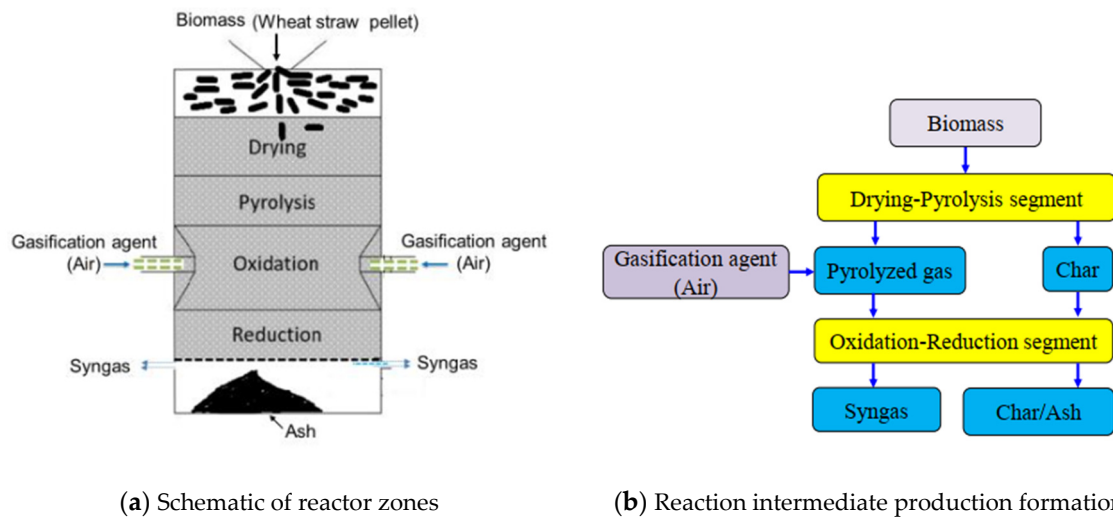 Biomass (Wheat straw pellet)
Drying
Pyrolysis
Gasification agent
(Air)
Oxidation
Gasification agent
(Air)
Reduction
Syngas
Syngas
Ash
(a) Schematic of reactor zones
Biomass
Drying-Pyrolysis segment
Gasification agent
(Air)
Pyrolyzed gas
Char
Oxidation-Reduction segment
Syngas
Char/Ash
(b) Reaction intermediate production formation